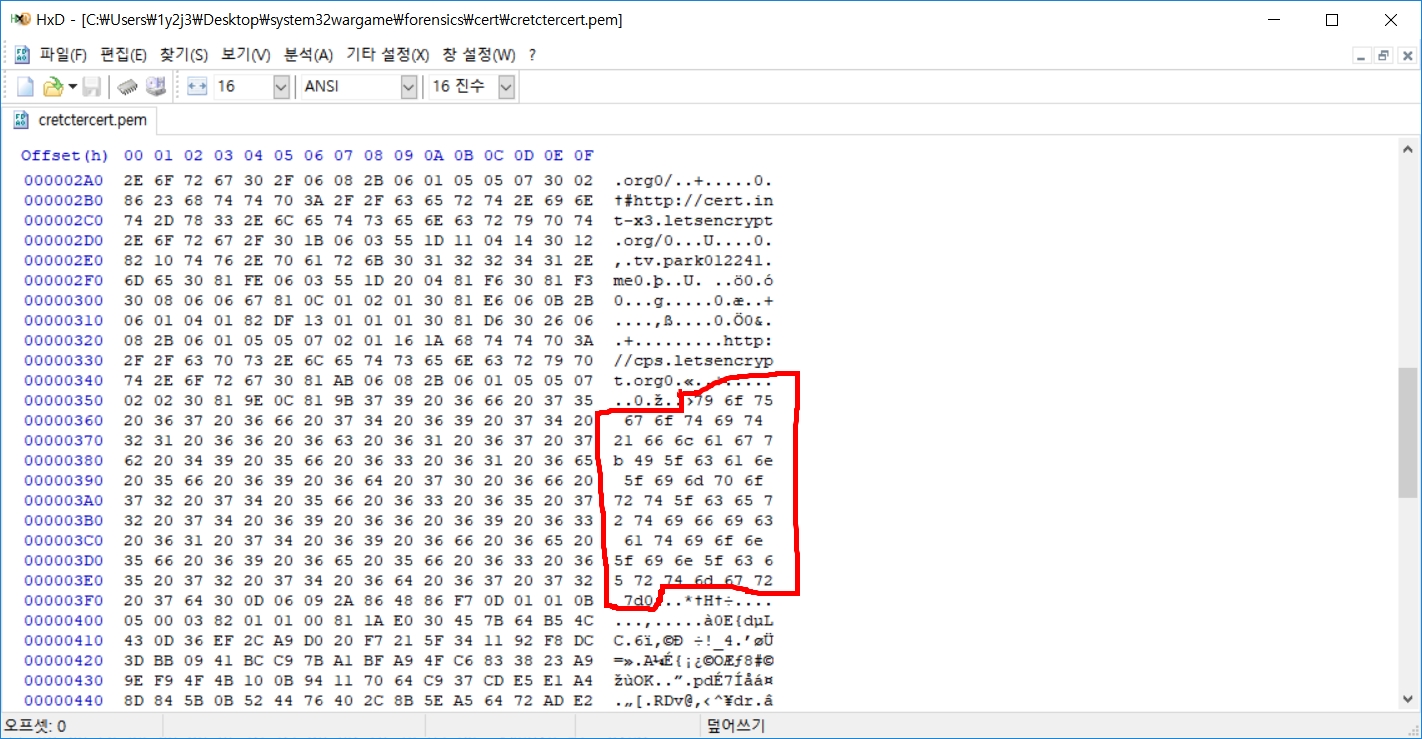 HxD - [C:₩Users₩1y2j3₩Desktop₩system32wargame₩forensics₩cert₩cretctercert.pem]
파일(F) 편집(E) 찾기(S) 보기(V) 분석(A) 기타 설정(X) 창 설정(W) ?
16 ANSI 16 진수
cretctercert.pem
Offset(h) 00 01 02 03 04 05 06 07 08 09 0A 0B 0C 0D 0E 0F
000002A0 2E 6F 72 67 30 2F 06 08 2B 06 01 05 05 07 30 02 .org0/..+.....0.
000002B0 86 23 68 74 74 70 3A 2F 2F 63 65 72 74 2E 69 6E †#http://cert.in
000002C0 74 2D 78 33 2E 6C 65 74 73 65 6E 63 72 79 70 74 t-x3.letsencrypt
000002D0 2E 6F 72 67 2F 30 1B 06 03 55 1D 11 04 14 30 12 .org/0...U....0.
000002E0 82 10 74 76 2E 70 61 72 6B 30 31 32 32 34 31 2E ‚.tv.park012241.
000002F0 6D 65 30 81 FE 06 03 55 1D 20 04 81 F6 30 81 F3 me0.þ..U. ..ö0.ó
00000300 30 08 06 06 67 81 0C 01 02 01 30 81 E6 06 0B 2B 0...g.....0.æ..+
00000310 06 01 04 01 82 DF 13 01 01 01 30 81 D6 30 26 06 ....‚ß....0.Ö0&.
00000320 08 2B 06 01 05 05 07 02 01 16 1A 68 74 74 70 3A .+.........http:
00000330 2F 2F 63 70 73 2E 6C 65 74 73 65 6E 63 72 79 70 //cps.letsencryp
00000340 74 2E 6F 72 67 30 81 AB 06 08 2B 06 01 05 05 07 t.org0.«..+.....
00000350 02 02 30 81 9E 0C 81 9B 37 39 20 36 66 20 37 35 ..0.ž..›79 6f 75
00000360 20 36 37 20 36 66 20 37 34 20 36 39 20 37 34 20  67 6f 74 69 74
00000370 32 31 20 36 36 20 36 63 20 36 31 20 36 37 20 37 21 66 6c 61 67 7
00000380 62 20 34 39 20 35 66 20 36 33 20 36 31 20 36 65 b 49 5f 63 61 6e
00000390 20 35 66 20 36 39 20 36 64 20 37 30 20 36 66 20  5f 69 6d 70 6f
000003A0 37 32 20 37 34 20 35 66 20 36 33 20 36 35 20 37 72 74 5f 63 65 7
000003B0 32 20 37 34 20 36 39 20 36 36 20 36 39 20 36 33 2 74 69 66 69 63
000003C0 20 36 31 20 37 34 20 36 39 20 36 66 20 36 65 20  61 74 69 6f 6e
000003D0 35 66 20 36 39 20 36 65 20 35 66 20 36 33 20 36 5f 69 6e 5f 63 6
000003E0 35 20 37 32 20 37 34 20 36 64 20 36 37 20 37 32 5 72 74 6d 67 72
000003F0 20 37 64 30 0D 06 09 2A 86 48 86 F7 0D 01 01 0B  7d0...*†H†÷....
00000400 05 00 03 82 01 01 00 81 1A E0 30 45 7B 64 B5 4C ...‚.....à0E{dµL
00000410 43 0D 36 EF 2C A9 D0 20 F7 21 5F 34 11 92 F8 DC C.6ï,©Ð ÷!_4.’øÜ
00000420 3D BB 09 41 BC C9 7B A1 BF A9 4F C6 83 38 23 A9 =».A¼É{¡¿©OÆƒ8#©
00000430 9E F9 4F 4B 10 0B 94 11 70 64 C9 37 CD E5 E1 A4 žùOK..”.pdÉ7Íåá¤
00000440 8D 84 5B 0B 52 44 76 40 2C 8B 5E A5 64 72 AD E2 .„[.RDv@,‹^¥dr.â
오프셋: 0 덮어쓰기